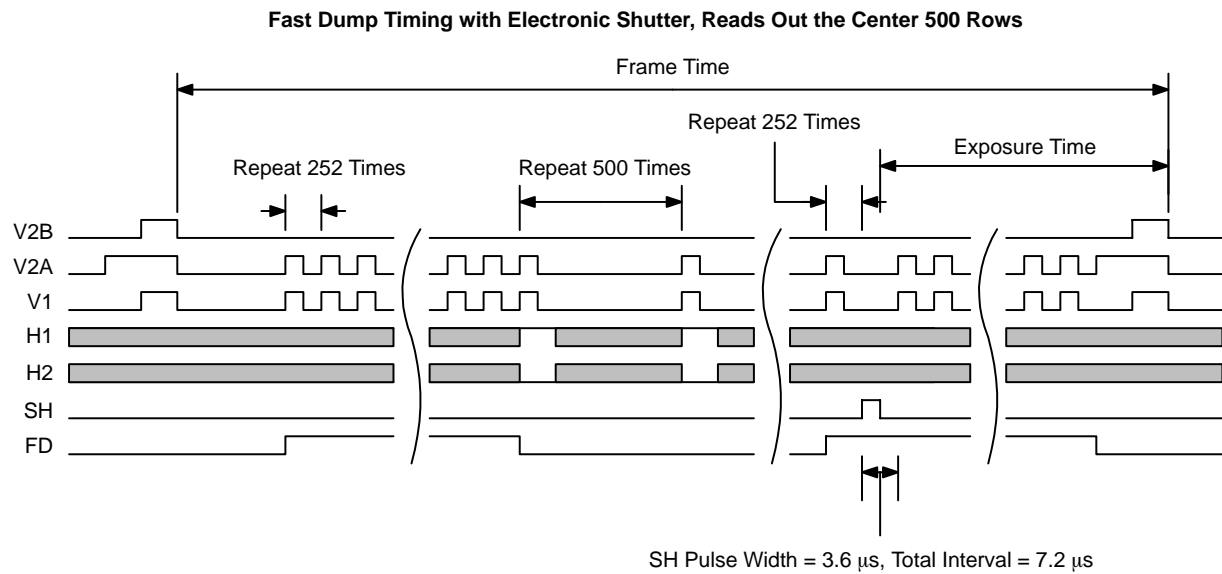 Fast Dump Timing with Electronic Shutter, Reads Out the Center 500 Rows
Frame Time
Repeat 252 Times
Exposure Time
Repeat 252 Times
Repeat 500 Times
V2B
V2A
V1
H1
H2
SH
FD
SH Pulse Width = 3.6 μs, Total Interval = 7.2 μs